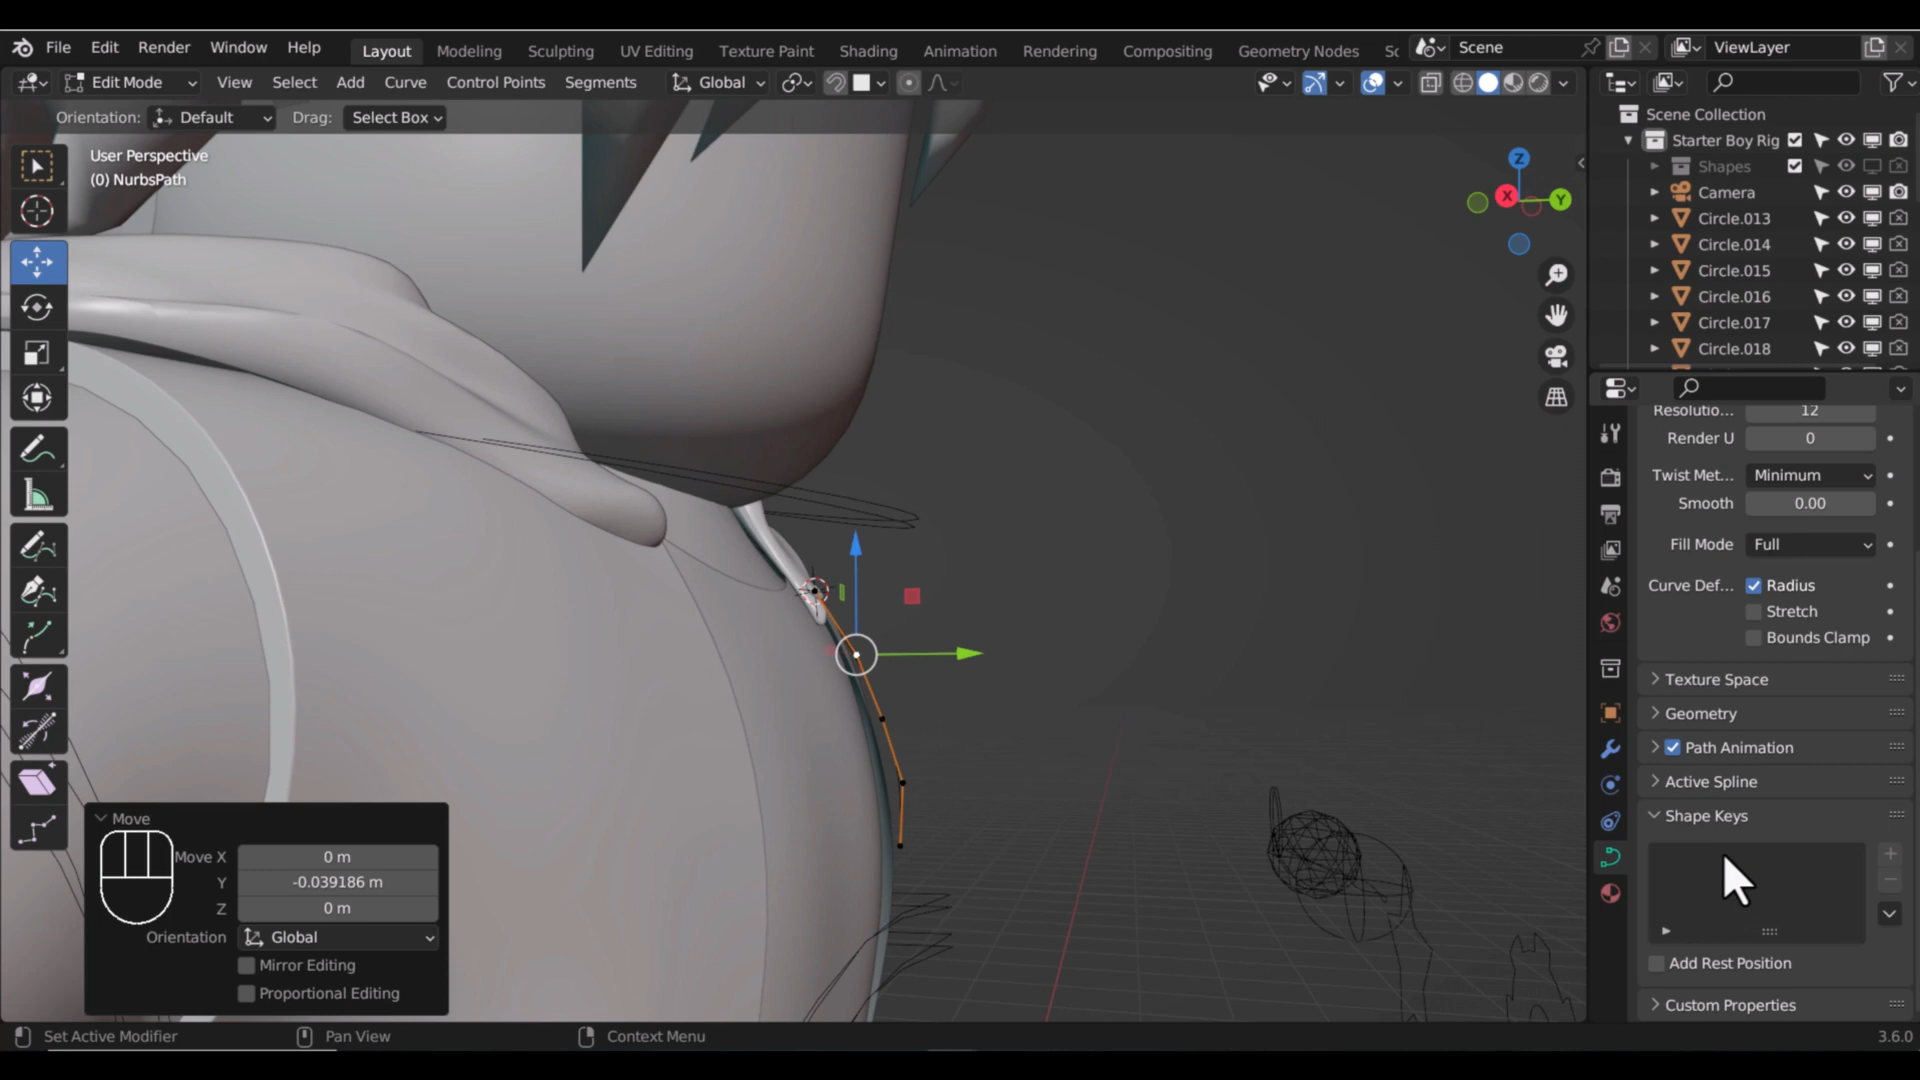 File Edit Render Window Help Layout Modeling Sculpting UV Editing Texture Paint Shading Animation Rendering Compositing Geometry Nodes Sc Scene ViewLayer
Edit Mode View Select Add Curve Control Points Segments Global
Orientation: Default Drag: Select Box
User Perspective
(0) NurbsPath
Z
X
Y
Scene Collection
Starter Boy Rig
Shapes
Camera
Circle.013
Circle.014
Circle.015
Circle.016
Circle.017
Circle.018
Resolutio... 12
Render U 0
Twist Met... Minimum
Smooth 0.00
Fill Mode Full
Curve Def... Radius
Stretch
Bounds Clamp
Texture Space
Geometry
Path Animation
Active Spline
Shape Keys
Add Rest Position
Custom Properties
Move
Move X 0 m
Y -0.039186 m
Z 0 m
Orientation Global
Mirror Editing
Proportional Editing
Set Active Modifier Pan View Context Menu 3.6.0